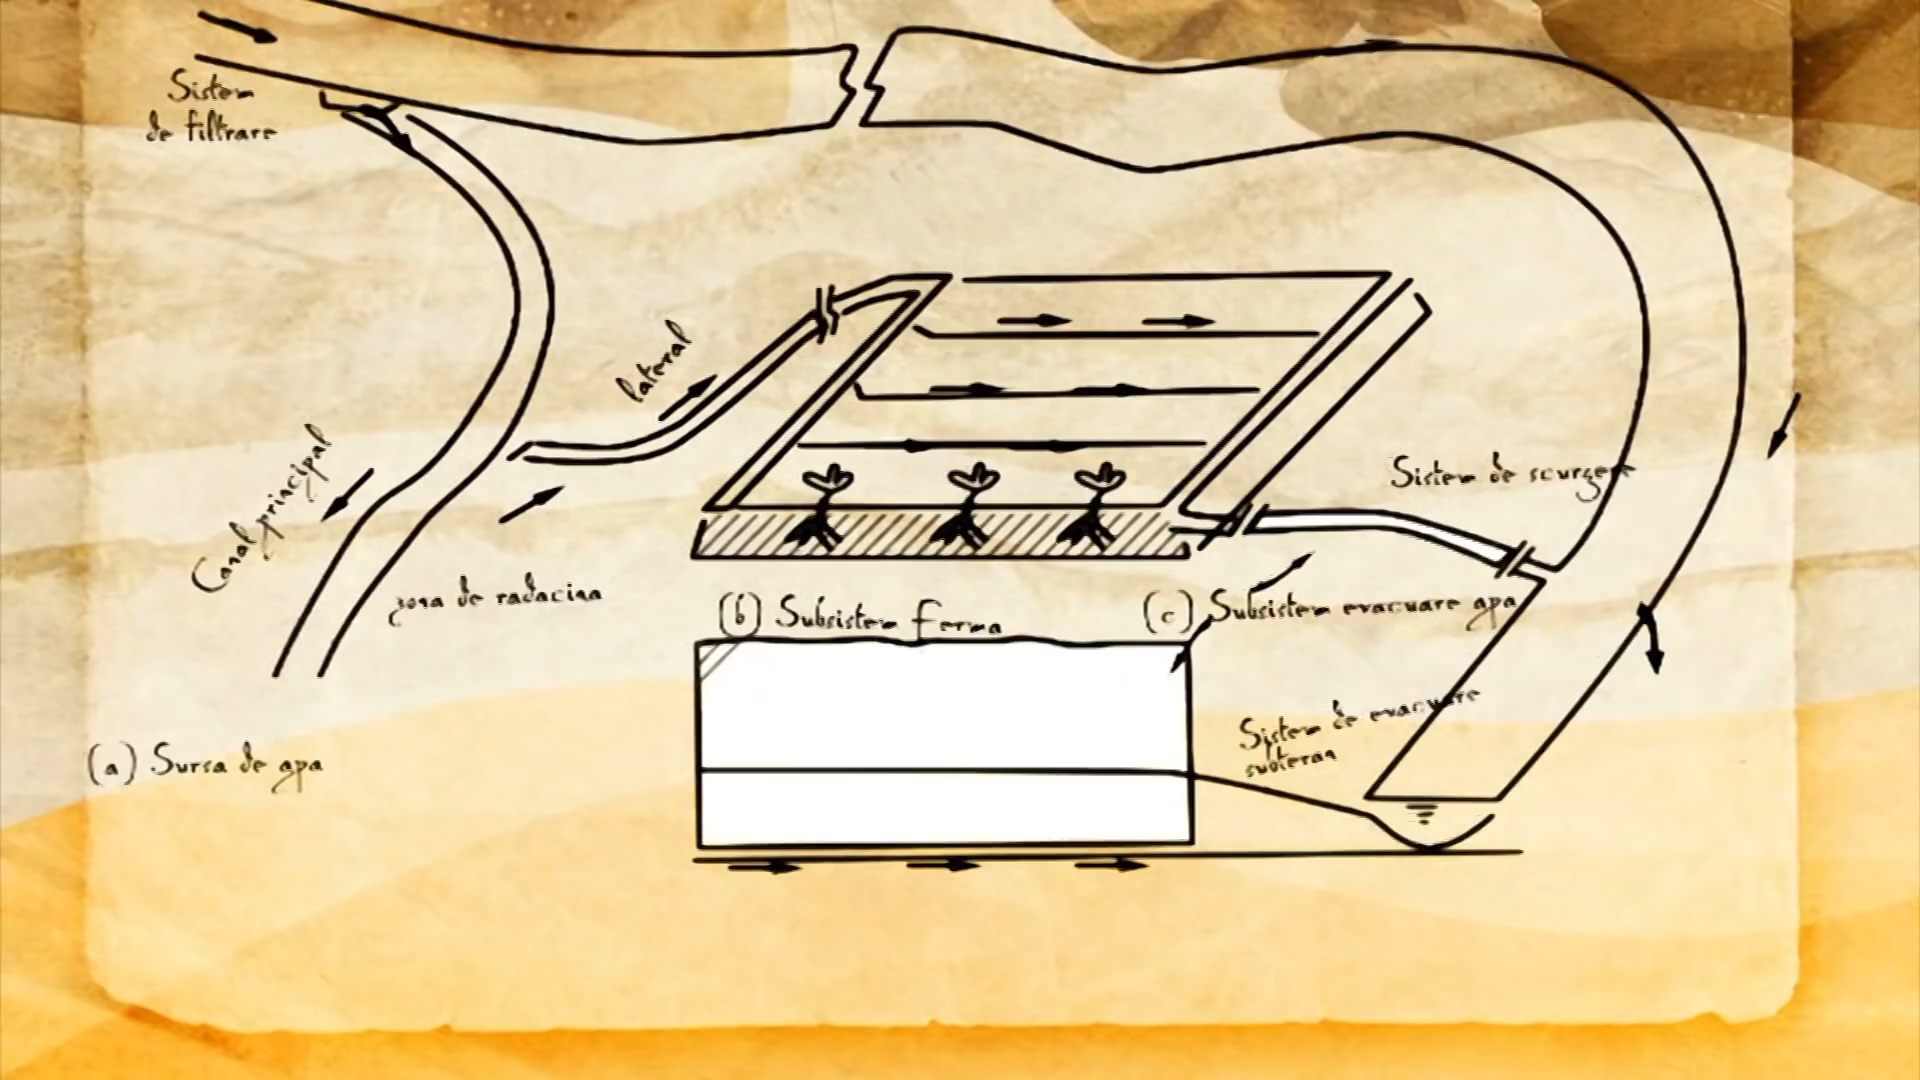 Sistem
de filtrare
lateral
Canal principal
Sistem de scurgere
zona de radacina
(b) Subsistem ferma
(c) Subsistem evacuare apa
Sistem de evacuare
subteran
(a) Sursa de apa